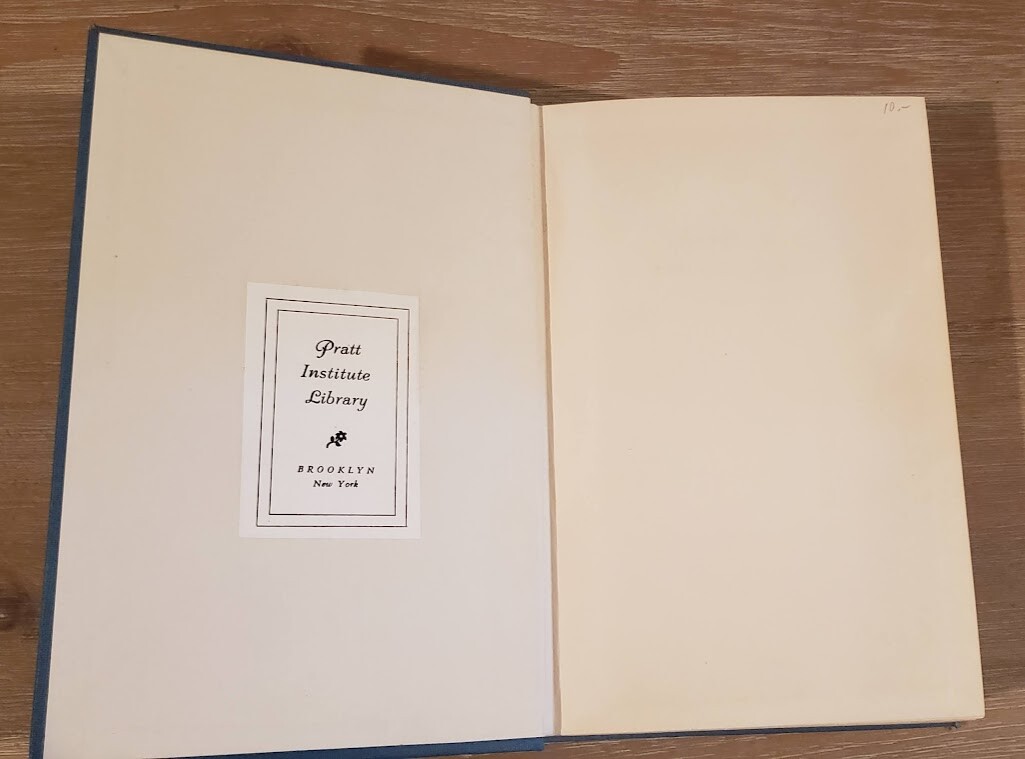 Pratt
Institute
Library
BROOKLYN
New York
10.-